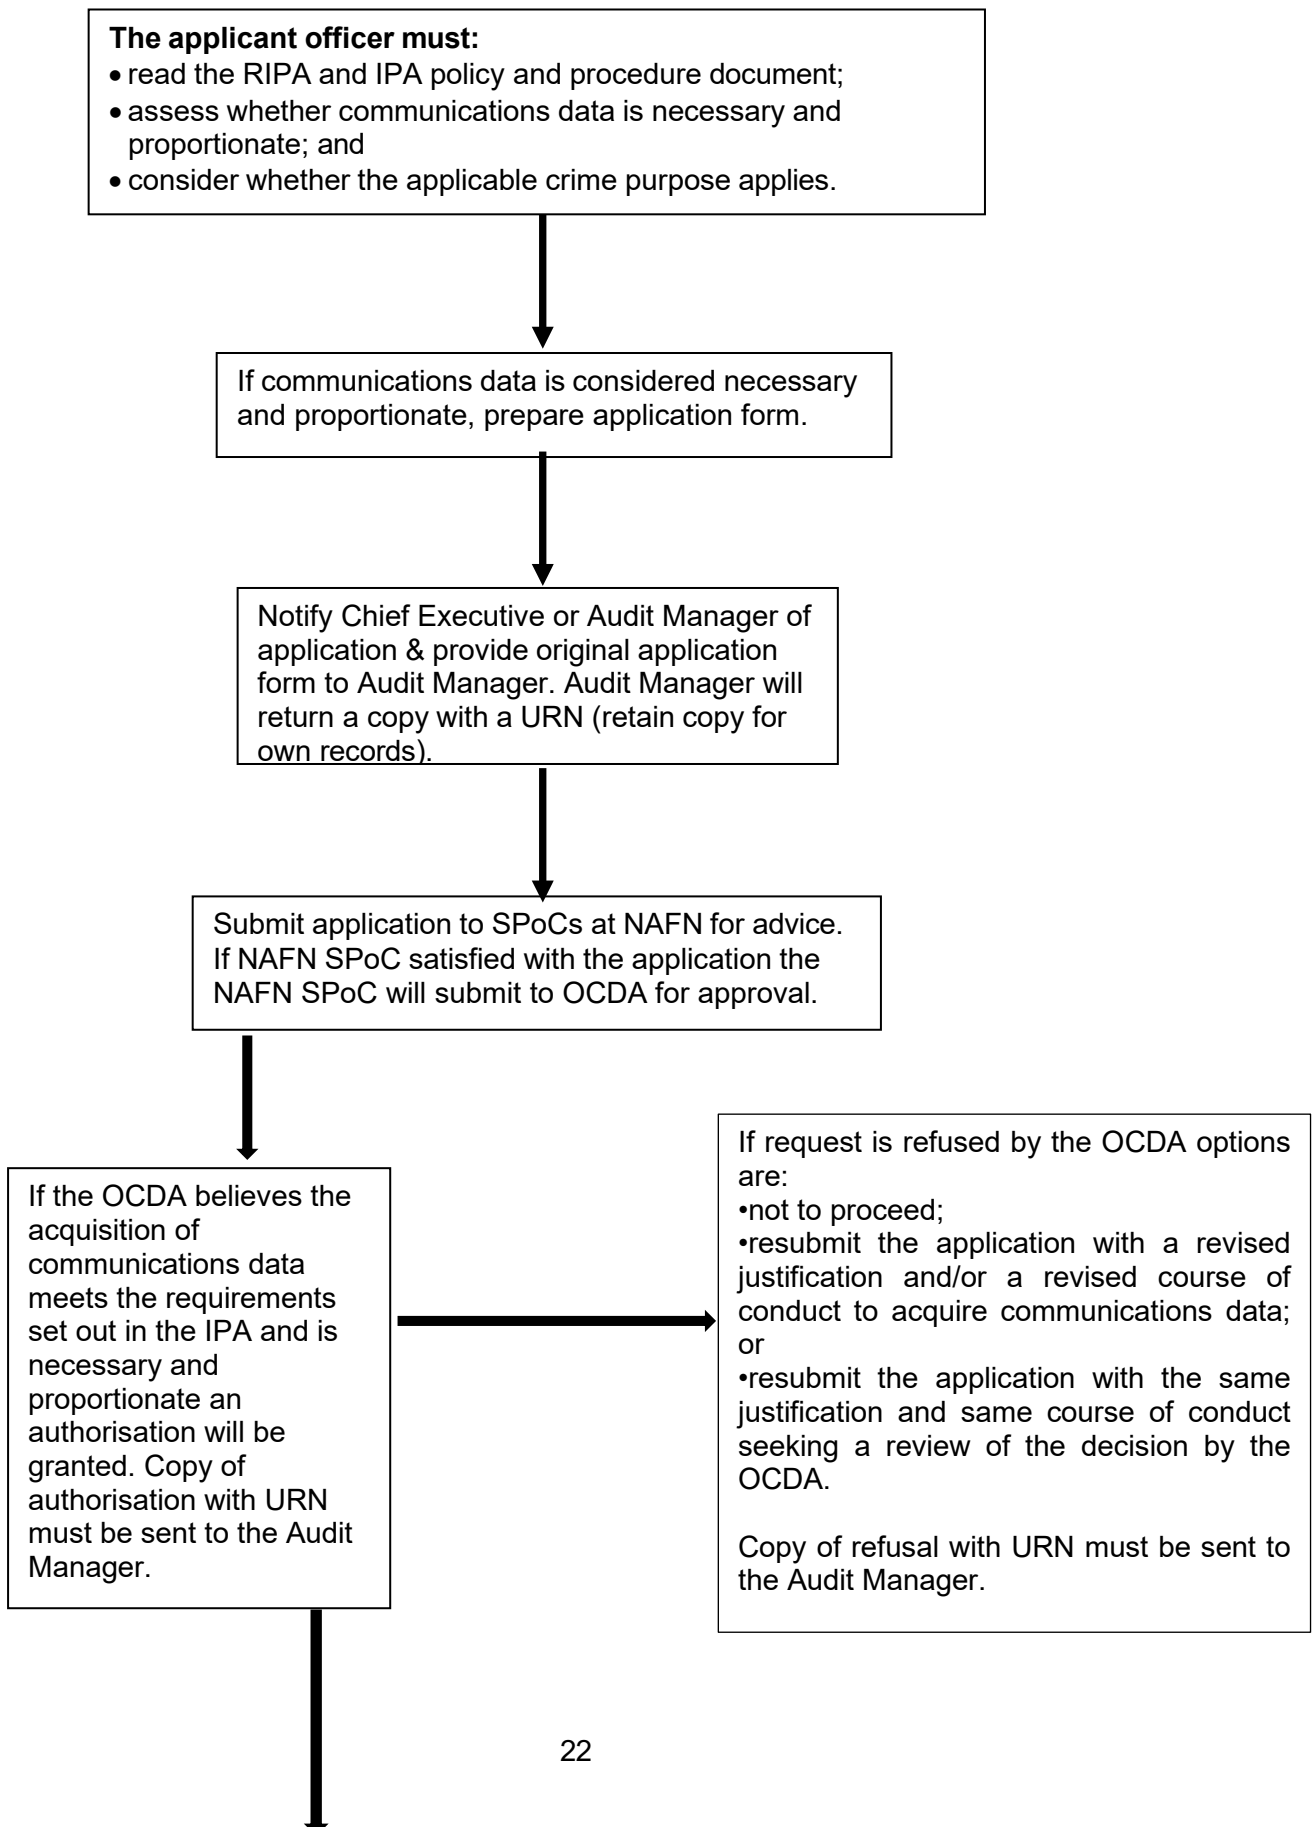 The applicant officer must:
• read the RIPA and IPA policy and procedure document;
• assess whether communications data is necessary and
proportionate; and
• consider whether the applicable crime purpose applies.
If communications data is considered necessary
and proportionate, prepare application form.
Notify Chief Executive or Audit Manager of
application & provide original application
form to Audit Manager. Audit Manager will
return a copy with a URN (retain copy for
own records).
Submit application to SPoCs at NAFN for advice.
If NAFN SPoC satisfied with the application the
NAFN SPoC will submit to OCDA for approval.
If the OCDA believes the
acquisition of
communications data
meets the requirements
set out in the IPA and is
necessary and
proportionate an
authorisation will be
granted. Copy of
authorisation with URN
must be sent to the Audit
Manager.
If request is refused by the OCDA options
are:
•not to proceed;
•resubmit the application with a revised
justification and/or a revised course of
conduct to acquire communications data;
or
•resubmit the application with the same
justification and same course of conduct
seeking a review of the decision by the
OCDA.
Copy of refusal with URN must be sent to
the Audit Manager.
22